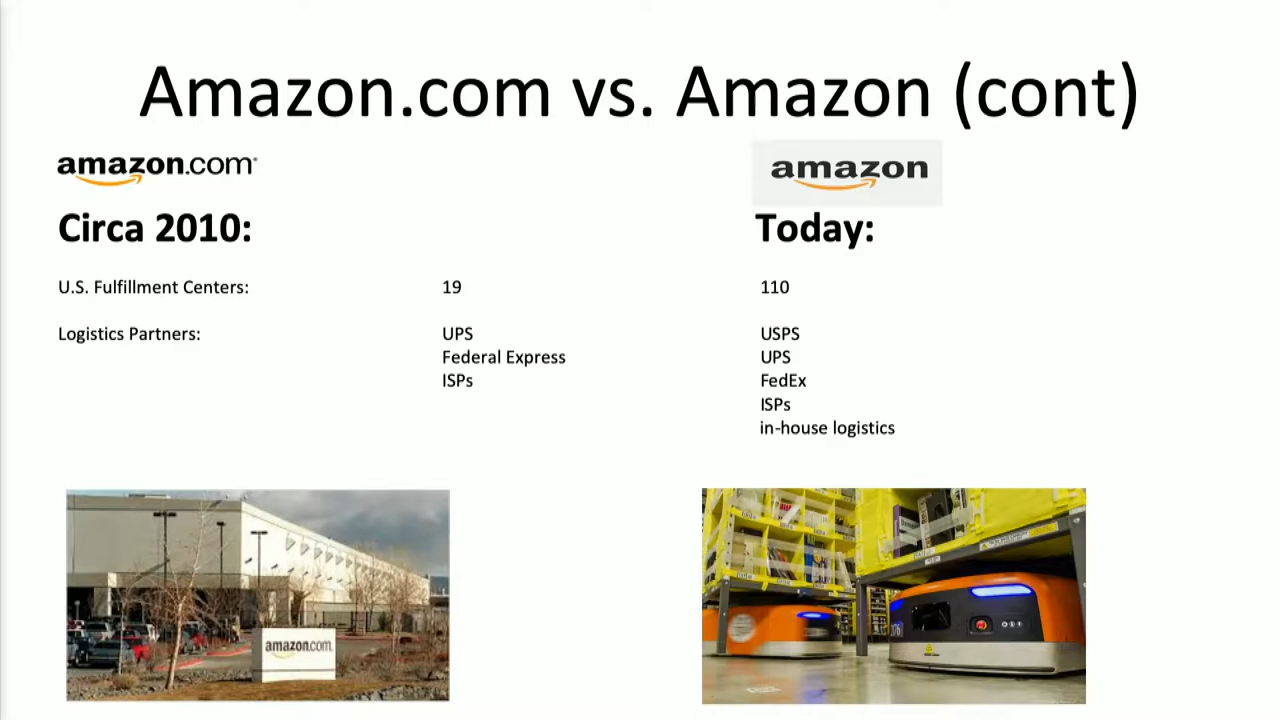 Amazon.com vs. Amazon (cont)
amazon.com
amazon
Circa 2010:
Today:
U.S. Fulfillment Centers: 19 110
Logistics Partners: UPS USPS
Federal Express UPS
ISPs FedEx
ISPs
in-house logistics
amazon.com